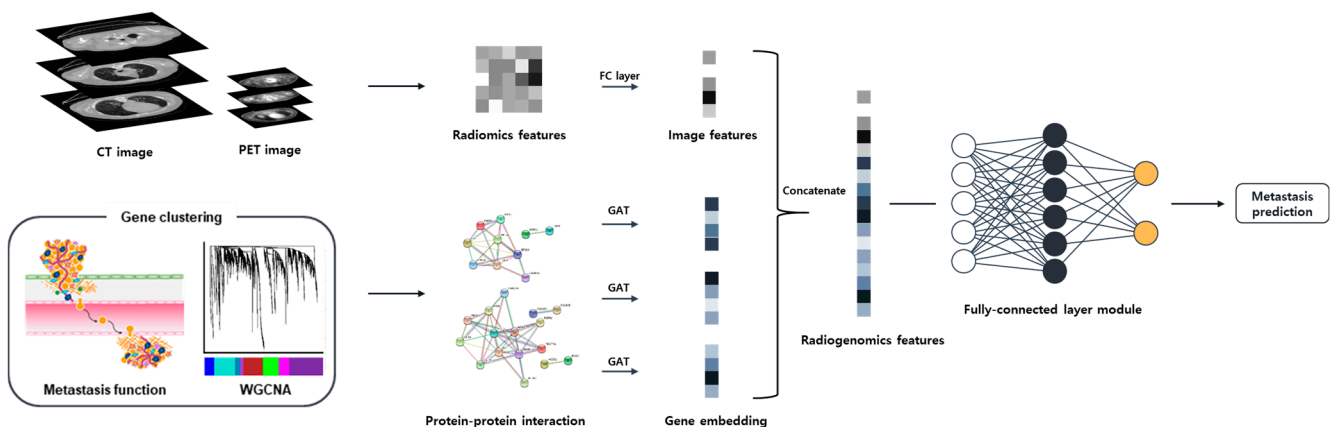 CT image
PET image
Radiomics features
FC layer
Image features
Gene clustering
Metastasis function
WGCNA
Protein-protein interaction
GAT
GAT
GAT
Gene embedding
Concatenate
Radiogenomics features
Fully-connected layer module
Metastasis
prediction